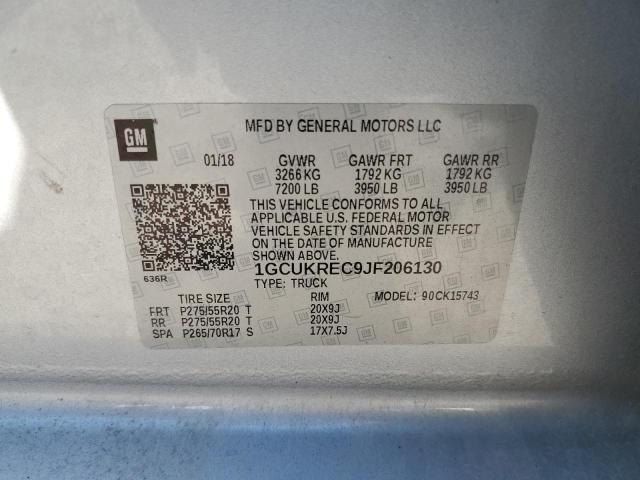 GM
MFD BY GENERAL MOTORS LLC
01/18 GVWR GAWR FRT GAWR RR
3266 KG 1792 KG 1792 KG
7200 LB 3950 LB 3950 LB
THIS VEHICLE CONFORMS TO ALL
APPLICABLE U.S. FEDERAL MOTOR
VEHICLE SAFETY STANDARDS IN EFFECT
ON THE DATE OF MANUFACTURE
SHOWN ABOVE.
636R
1GCUKREC9JF206130
TYPE: TRUCK MODEL: 90CK15743
TIRE SIZE RIM
FRT P275/55R20 T 20X9J
RR P275/55R20 T 20X9J
SPA P265/70R17 S 17X7.5J